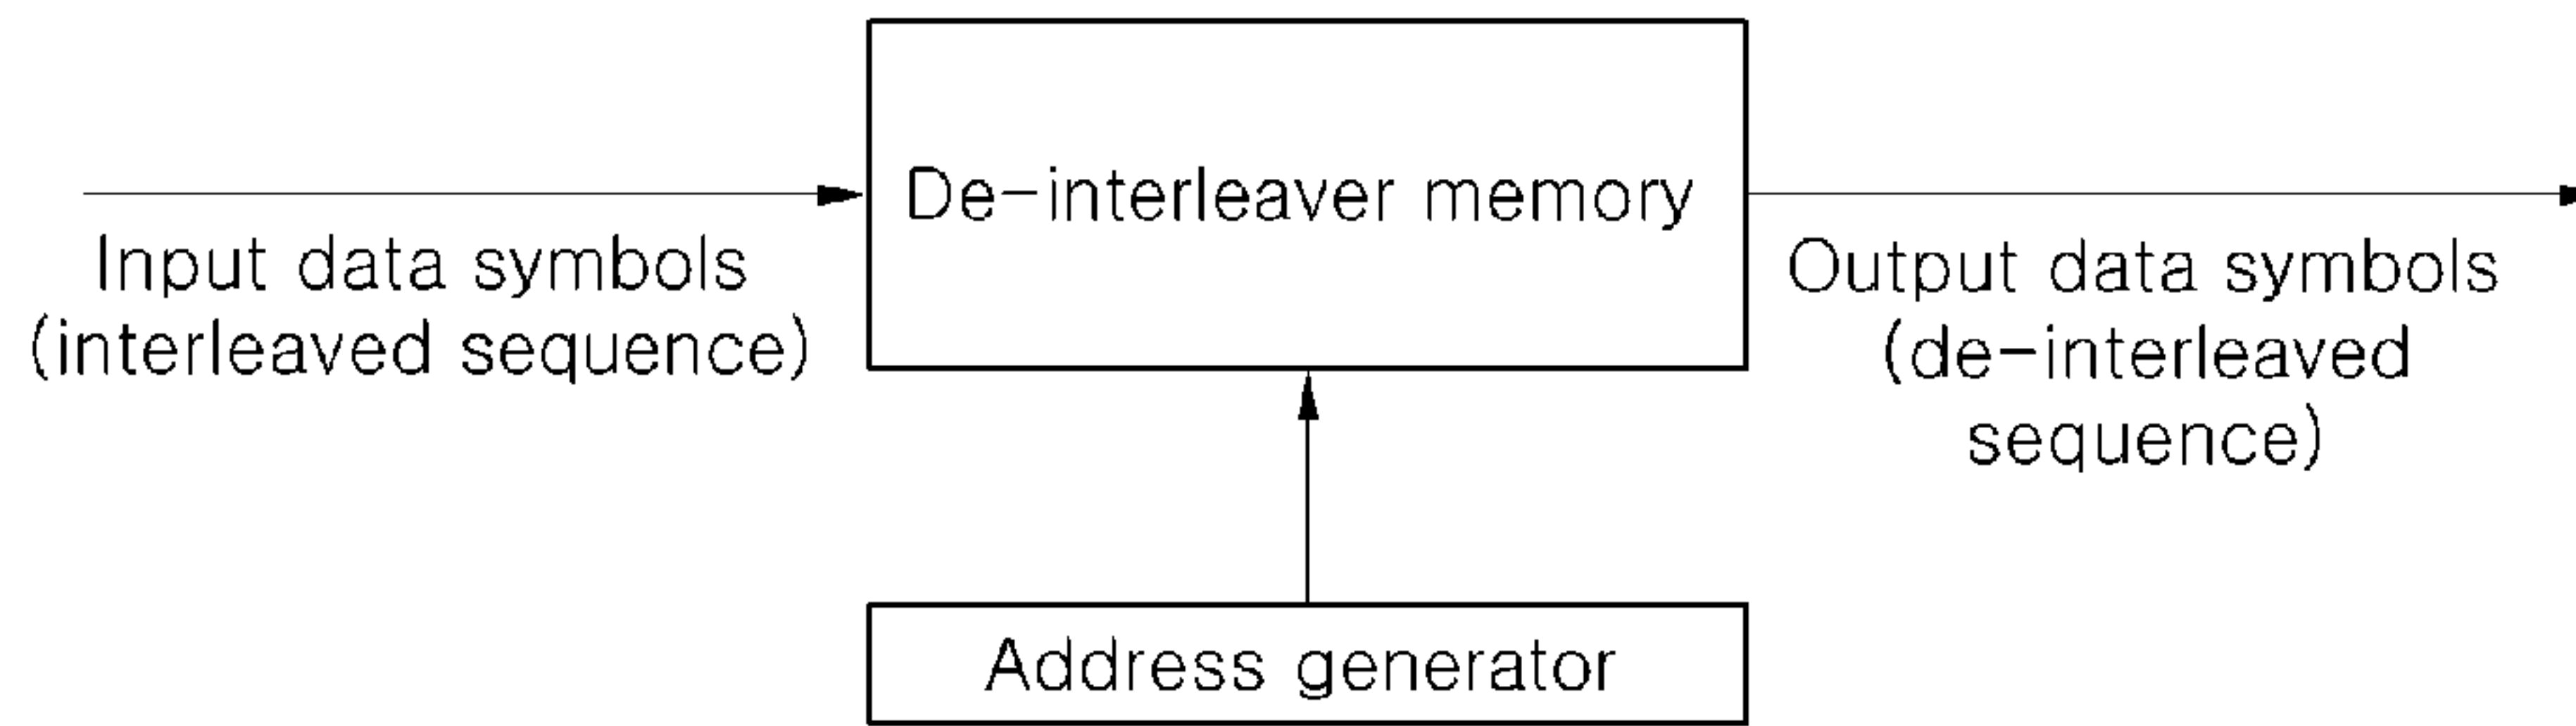 De-interleaver memory
Input data symbols
(interleaved sequence)
Output data symbols
(de-interleaved
sequence)
Address generator